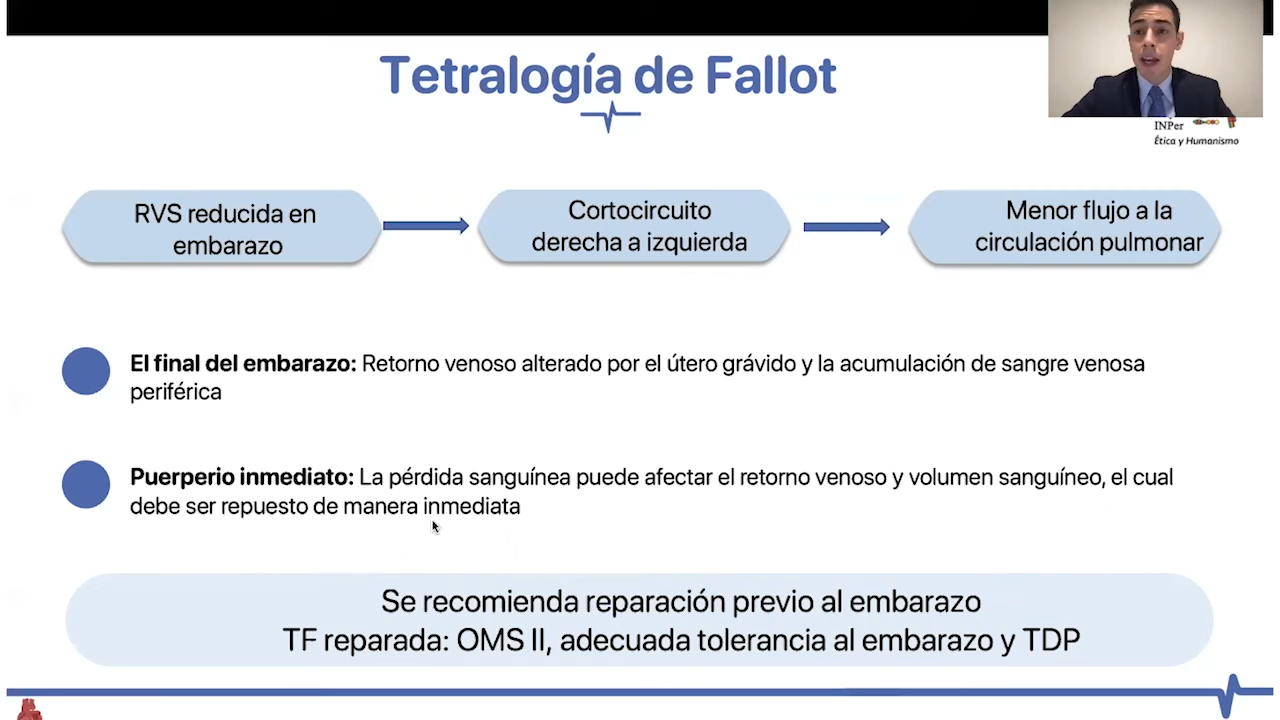 Tetralogía de Fallot
INPer
Ética y Humanismo
RVS reducida en
embarazo
Cortocircuito
derecha a izquierda
Menor flujo a la
circulación pulmonar
El final del embarazo: Retorno venoso alterado por el útero grávido y la acumulación de sangre venosa
periférica
Puerperio inmediato: La pérdida sanguínea puede afectar el retorno venoso y volumen sanguíneo, el cual
debe ser repuesto de manera inmediata
Se recomienda reparación previo al embarazo
TF reparada: OMS II, adecuada tolerancia al embarazo y TDP